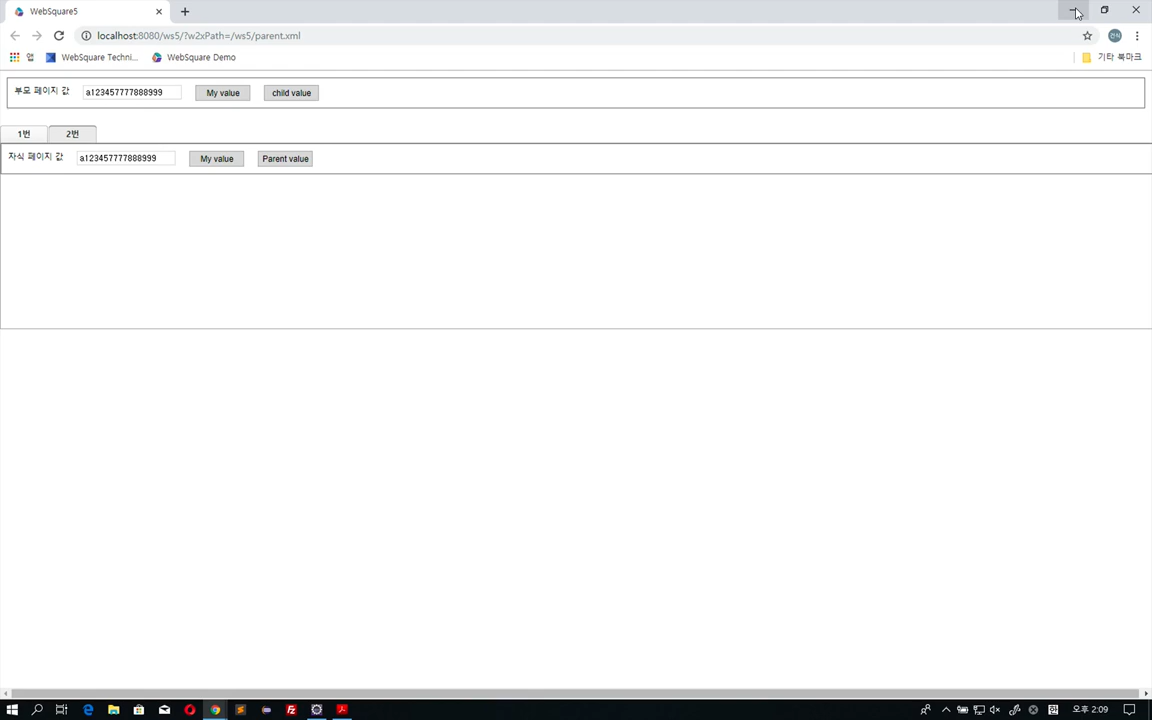 WebSquare5
localhost:8080/ws5/?w2xPath=/ws5/parent.xml
앱 WebSquare Techni... WebSquare Demo 기타 북마크
부모 페이지 값 a123457777888999 My value child value
1번 2번
자식 페이지 값 a123457777888999 My value Parent value
오후 2:09